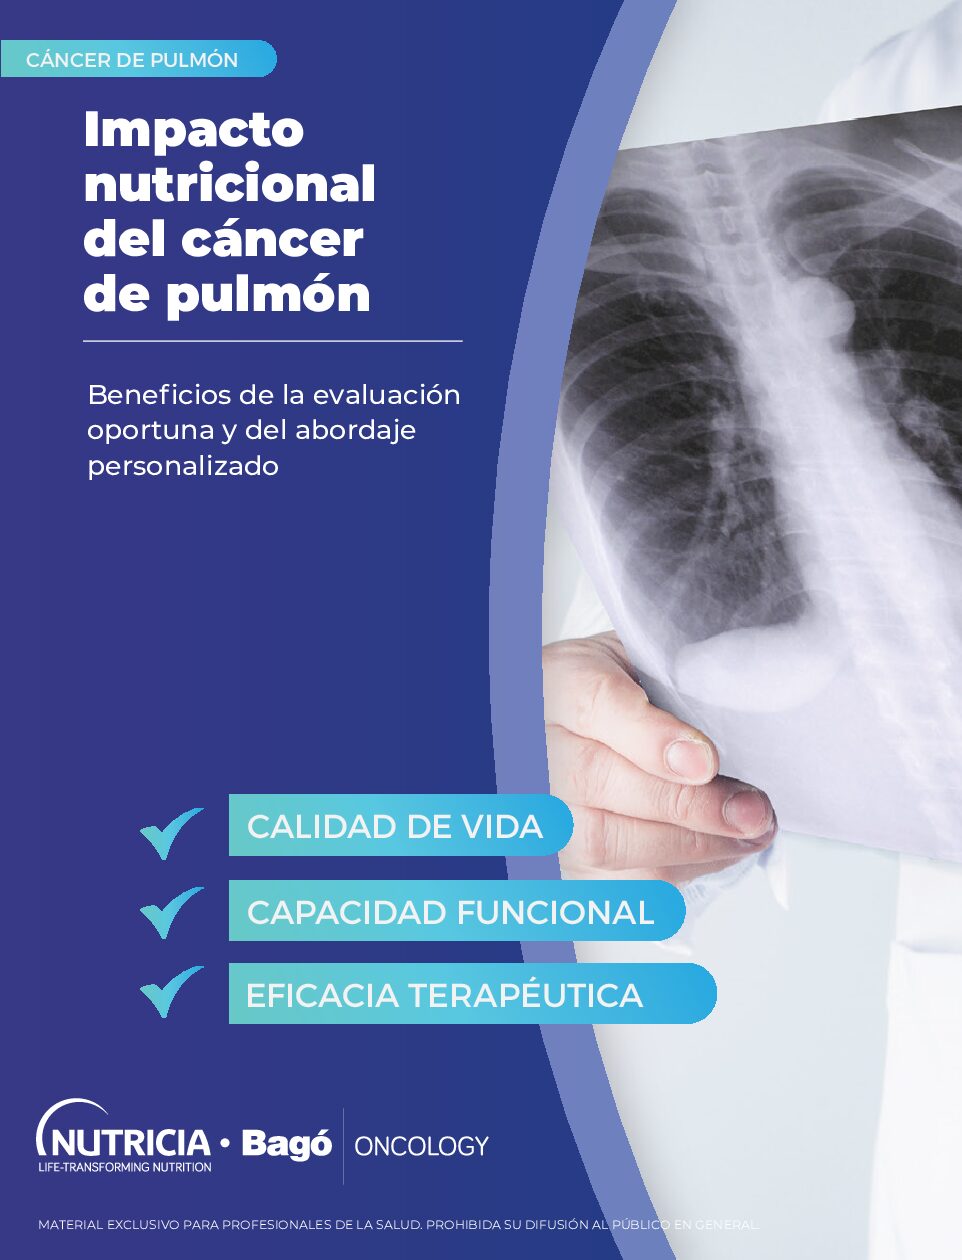 CÁNCER DE PULMÓN
Impacto
nutricional
del cáncer
de pulmón
Beneficios de la evaluación
oportuna y del abordaje
personalizado
CALIDAD DE VIDA
CAPACIDAD FUNCIONAL
EFICACIA TERAPÉUTICA
NUTRICIA • Bagó ONCOLOGY
LIFE-TRANSFORMING NUTRITION
MATERIAL EXCLUSIVO PARA PROFESIONALES DE LA SALUD. PROHIBIDA SU DIFUSIÓN AL PÚBLICO EN GENERAL.